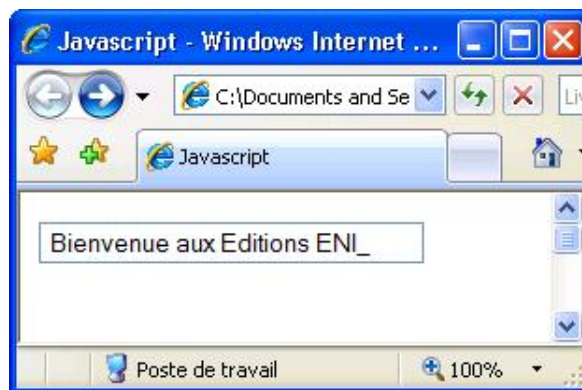 Javascript - Windows Internet ...
C:\Documents and Se
Javascript
Bienvenue aux Editions ENI_
Poste de travail
100%